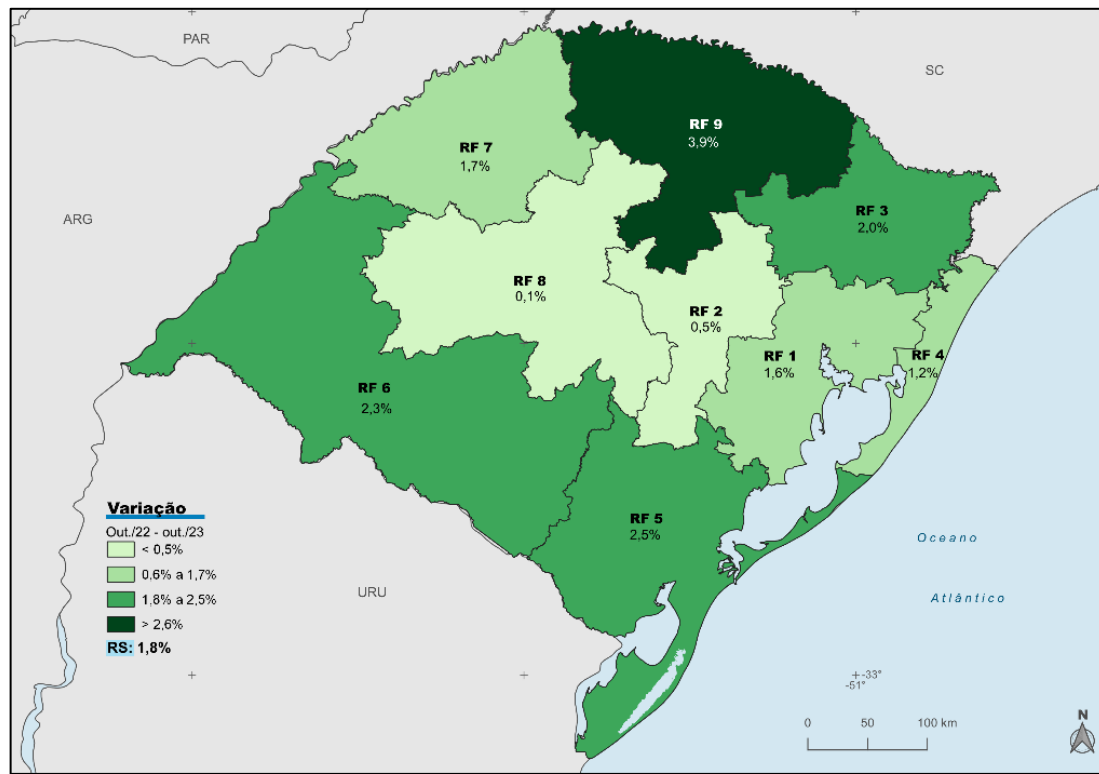 PAR
SC
RF 9
3,9%
RF 7
1,7%
ARG
RF 3
2,0%
RF 8
0,1%
RF 2
0,5%
RF 1
1,6%
RF 4
1,2%
RF 6
2,3%
RF 5
2,5%
Variação
Out./22 - out./23
< 0,5%
0,6% a 1,7%
1,8% a 2,5%
> 2,6%
RS: 1,8%
URU
Oceano
Atlântico
-33°
-51°
0 50 100 km
N